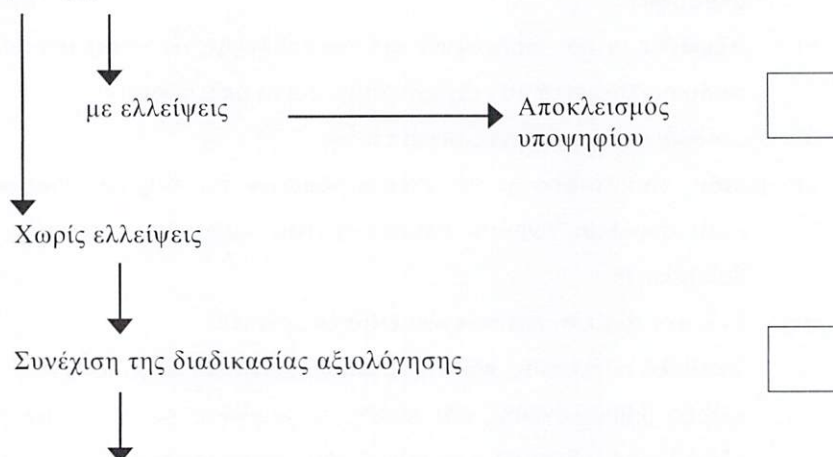 με ελλείψεις
Αποκλεισμός
υποψηφίου
Χωρίς ελλείψεις
Συνέχιση της διαδικασίας αξιολόγησης